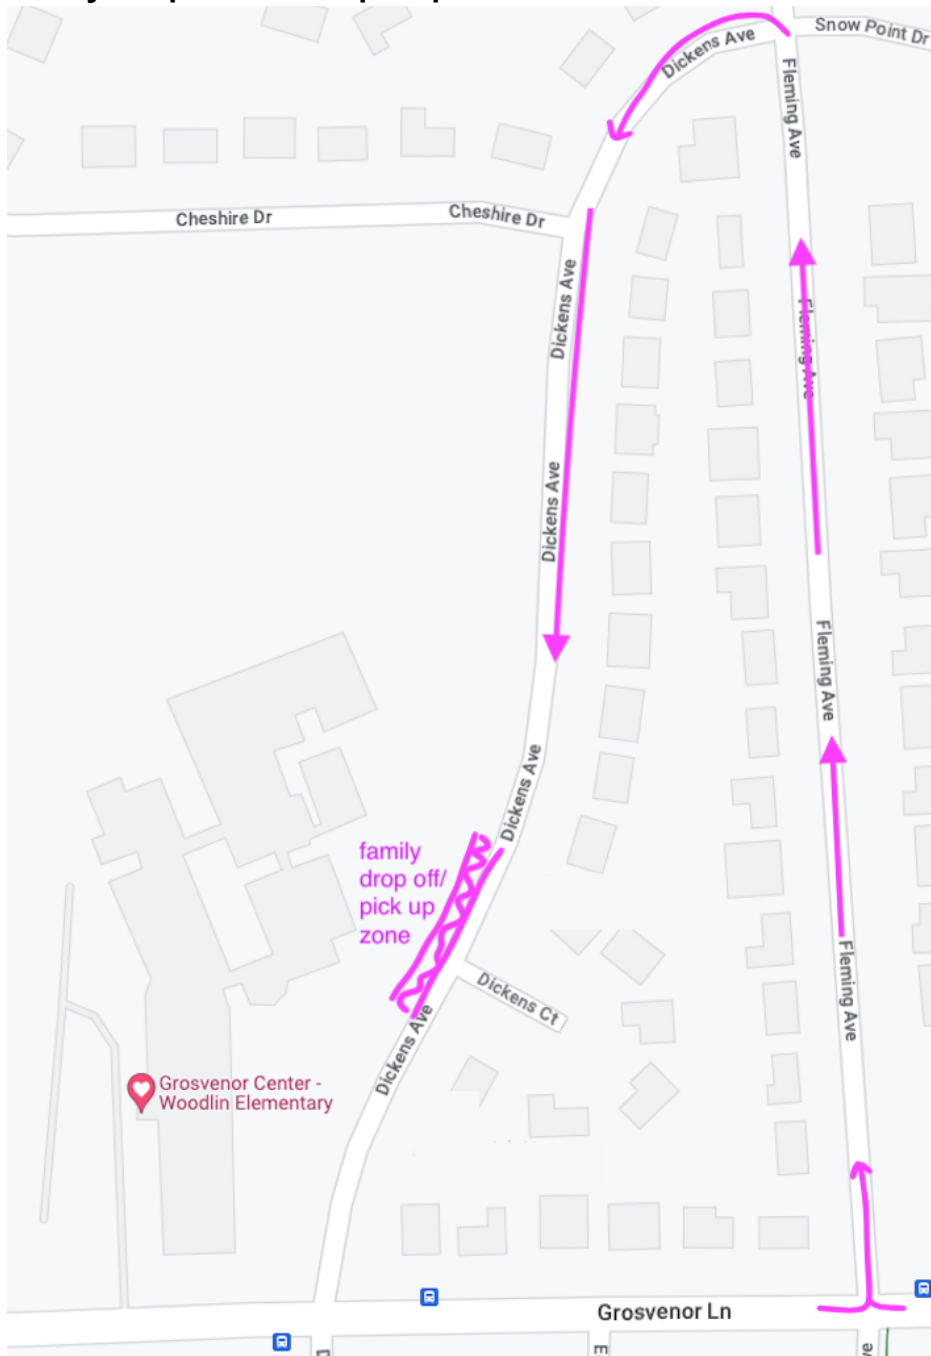 Snow Point Dr
Dickens Ave
Fleming Ave
Cheshire Dr
Cheshire Dr
Dickens Ave
Fleming Ave
Dickens Ave
Fleming Ave
Dickens Ave
family
drop off/
pick up
zone
Fleming Ave
Dickens Ct
Dickens Ave
Grosvenor Center -
Woodlin Elementary
Grosvenor Ln